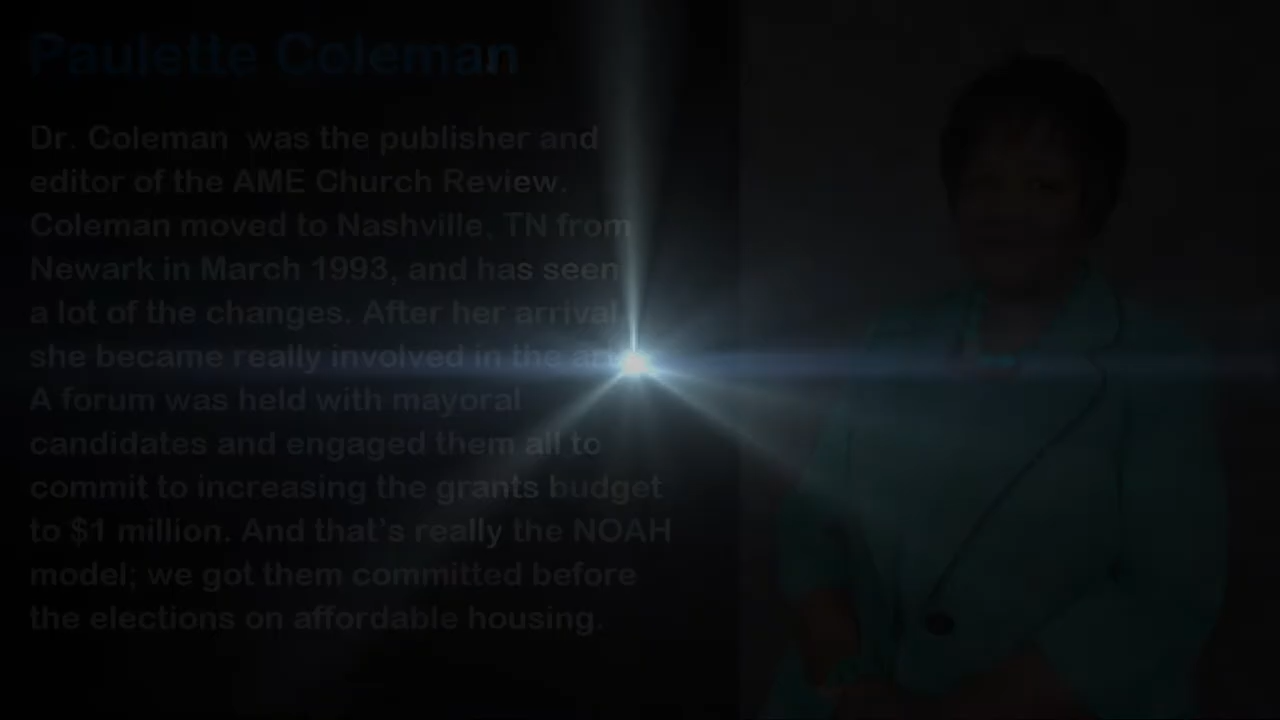 Paulette Coleman
Dr. Coleman was the publisher and
editor of the AME Church Review.
Coleman moved to Nashville, TN from
Newark in March 1993, and has seen
a lot of the changes. After her arrival
she became really involved in the
A forum was held with mayoral
candidates and engaged them all to
commit to increasing the grants budget
to $1 million. And that's really the NOAH
model; we got them committed before
the elections on affordable housing.